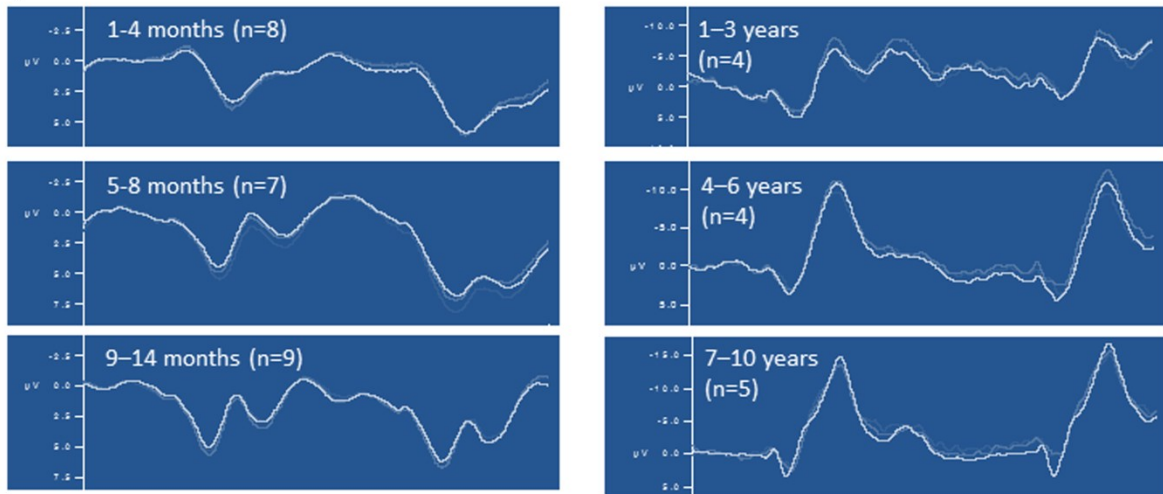 1-4 months (n=8)
-2.5
μV 0.0
2.5
5.0
5-8 months (n=7)
-2.5
μV 0.0
2.5
5.0
7.5
9–14 months (n=9)
-2.5
μV 0.0
2.5
5.0
7.5
1–3 years
(n=4)
-10.0
-5.0
μV 0.0
5.0
4–6 years
(n=4)
-10.0
-5.0
μV 0.0
5.0
7–10 years
(n=5)
-15.0
-10.0
-5.0
μV 0.0
5.0